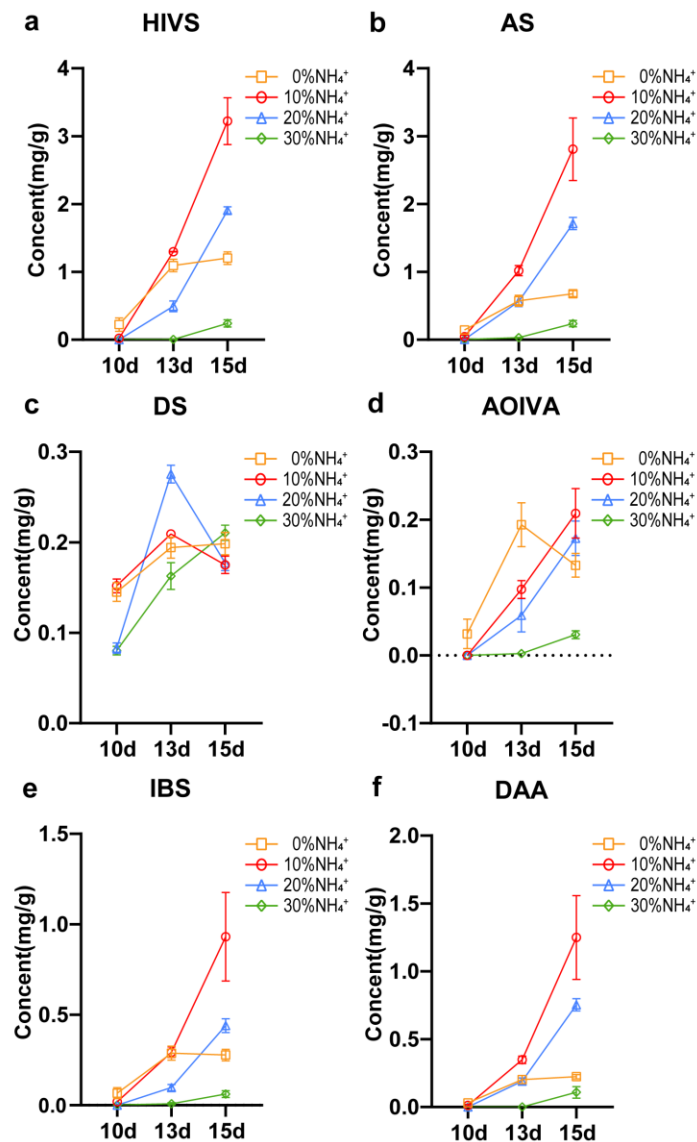 a HIVS
Concent(mg/g)
4
3
2
1
0
10d 13d 15d
0%NH₄⁺
10%NH₄⁺
20%NH₄⁺
30%NH₄⁺
b AS
Concent(mg/g)
4
3
2
1
0
10d 13d 15d
0%NH₄⁺
10%NH₄⁺
20%NH₄⁺
30%NH₄⁺
c DS
Concent(mg/g)
0.3
0.2
0.1
0.0
10d 13d 15d
0%NH₄⁺
10%NH₄⁺
20%NH₄⁺
30%NH₄⁺
d AOIVA
Concent(mg/g)
0.3
0.2
0.1
0.0
-0.1
10d 13d 15d
0%NH₄⁺
10%NH₄⁺
20%NH₄⁺
30%NH₄⁺
e IBS
Concent(mg/g)
1.5
1.0
0.5
0.0
10d 13d 15d
0%NH₄⁺
10%NH₄⁺
20%NH₄⁺
30%NH₄⁺
f DAA
Concent(mg/g)
2.0
1.5
1.0
0.5
0.0
10d 13d 15d
0%NH₄⁺
10%NH₄⁺
20%NH₄⁺
30%NH₄⁺